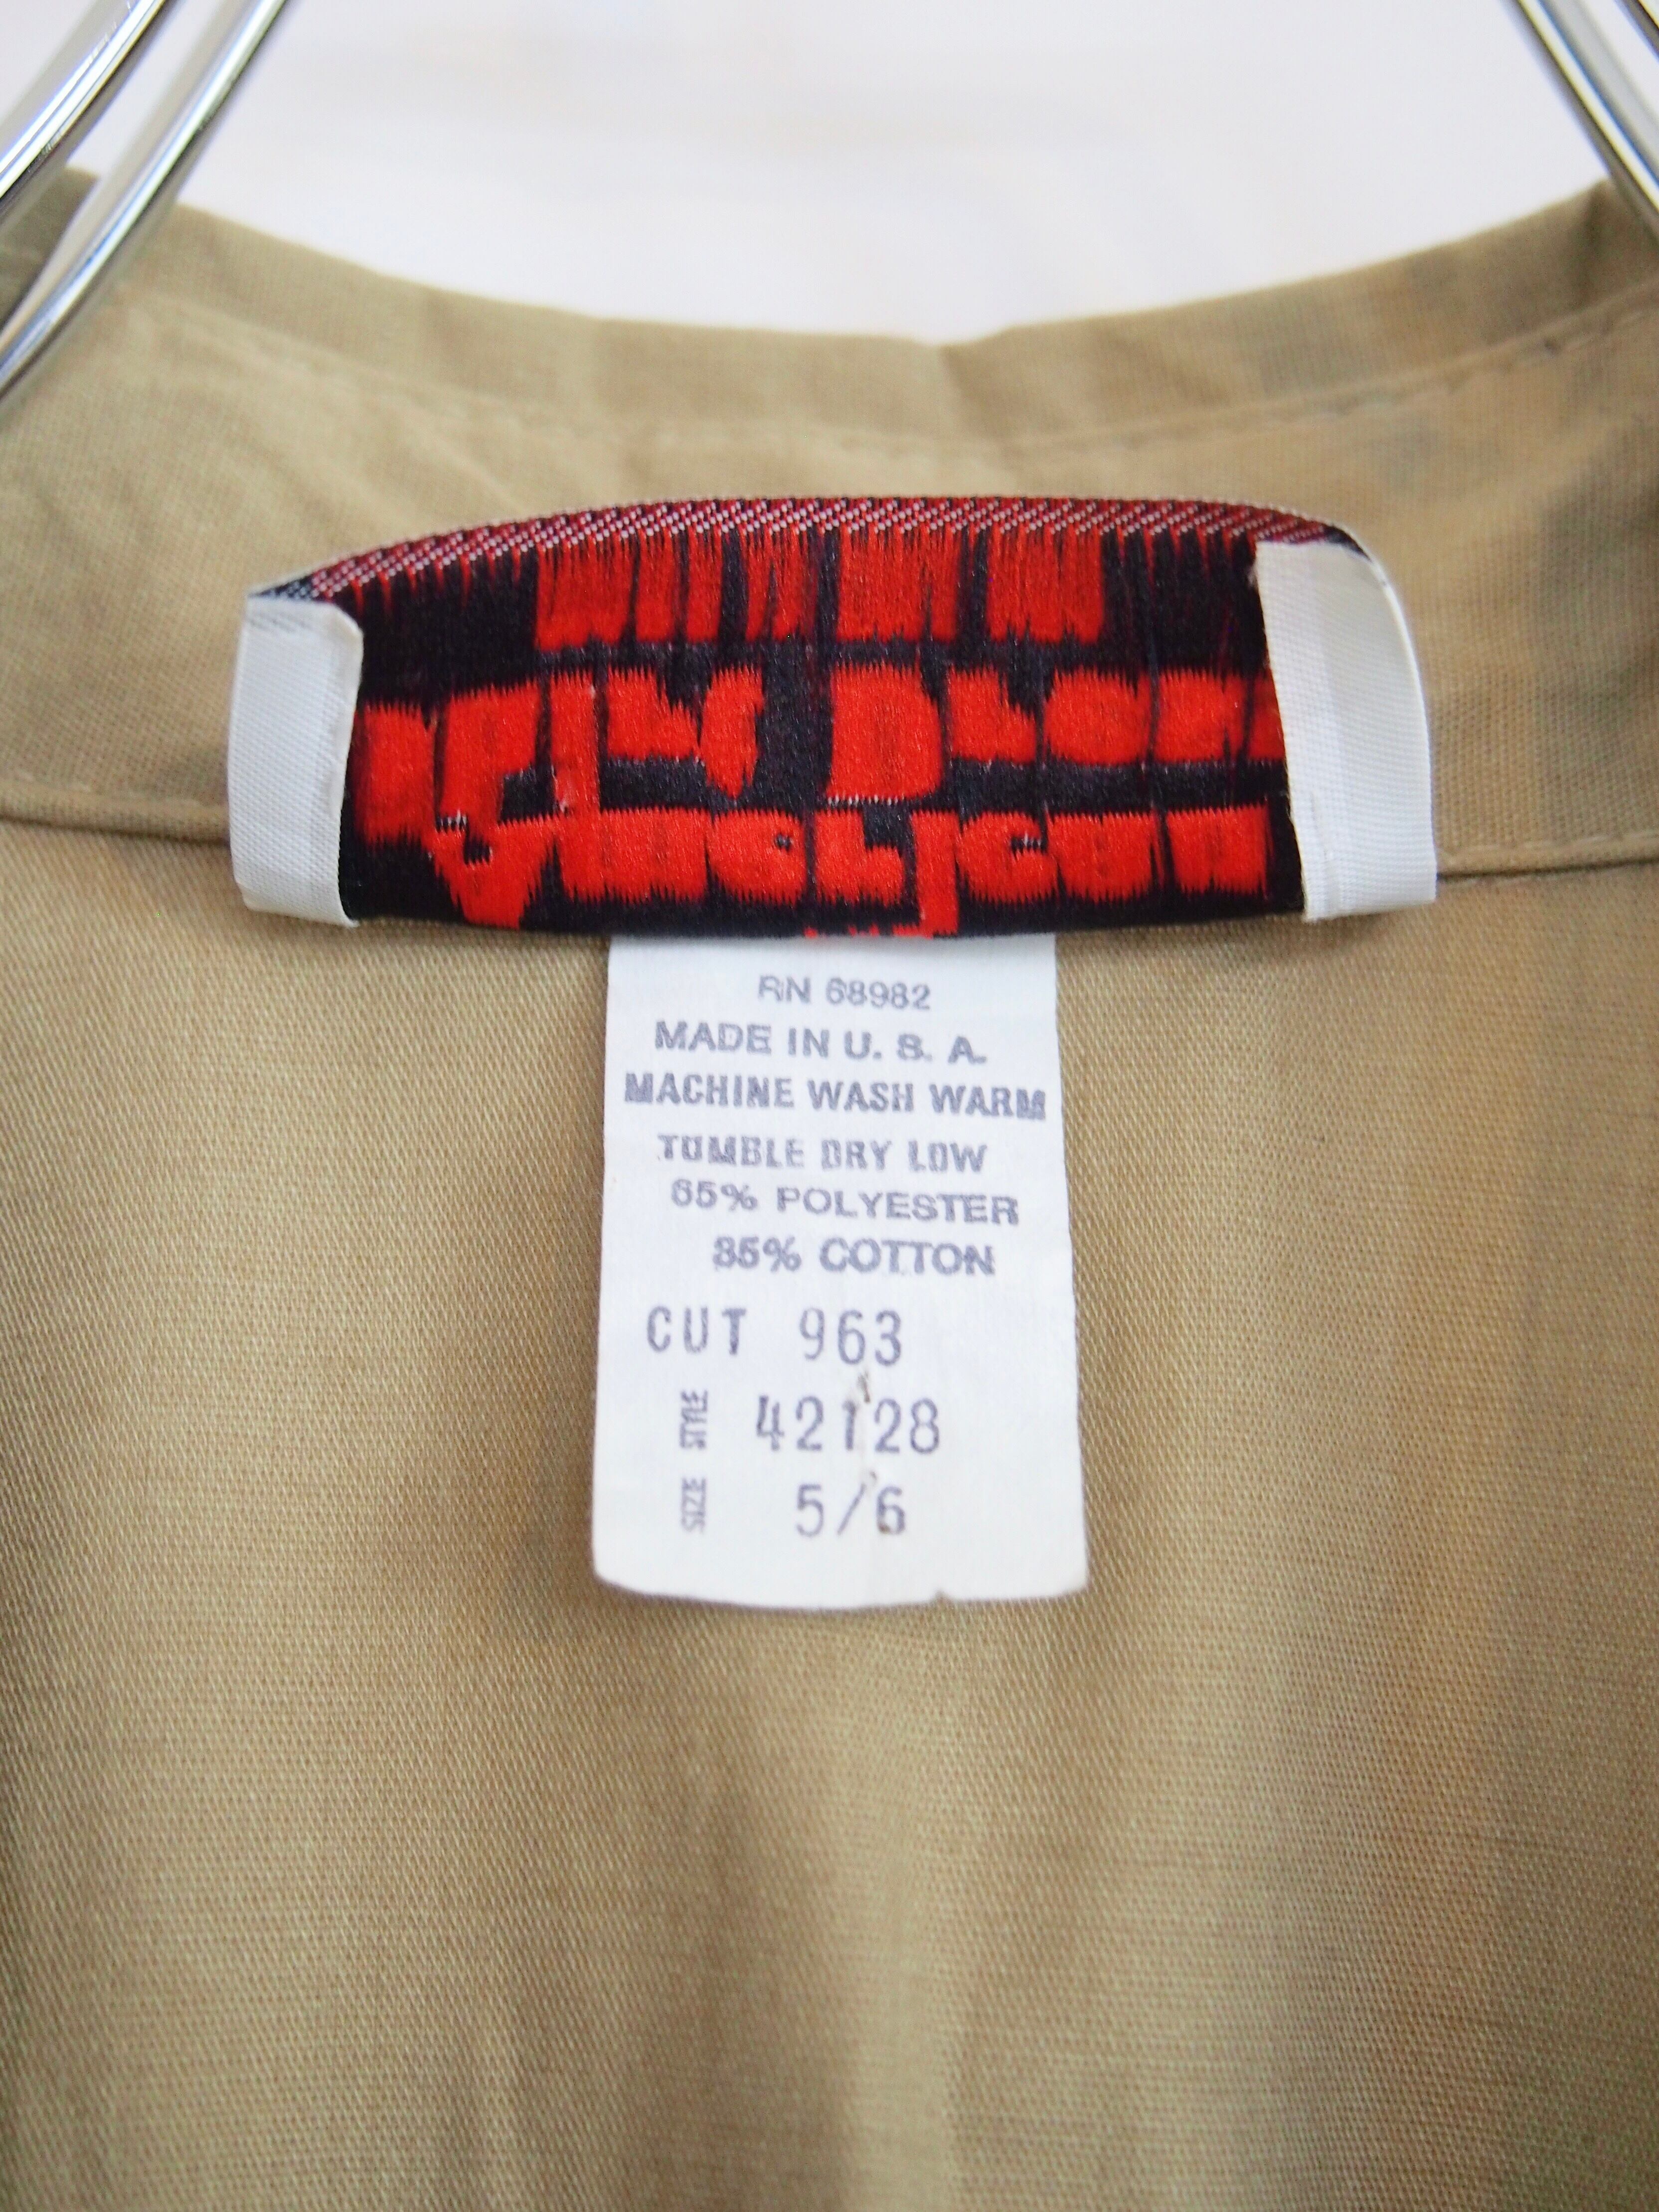 RN 68982
MADE IN U. S. A.
MACHINE WASH WARM
TUMBLE DRY LOW
65% POLYESTER
35% COTTON
CUT 963
STYLE 42128
SIZE 5/6